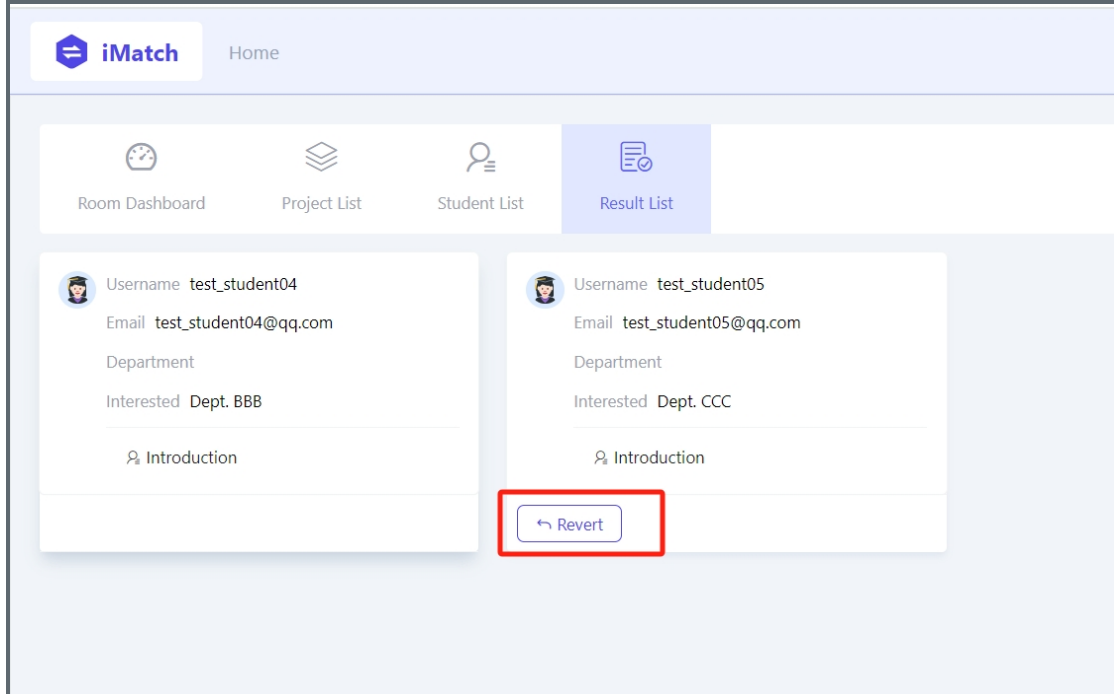 iMatch Home
Room Dashboard Project List Student List Result List
Username test_student04
Email test_student04@qq.com
Department
Interested Dept. BBB
Introduction
Username test_student05
Email test_student05@qq.com
Department
Interested Dept. CCC
Introduction
Revert